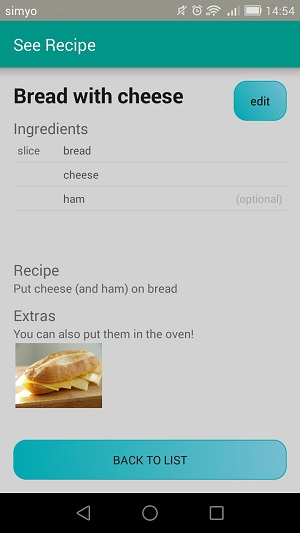 simyo 14:54
See Recipe
Bread with cheese
edit
Ingredients
slice bread
cheese
ham (optional)
Recipe
Put cheese (and ham) on bread
Extras
You can also put them in the oven!
BACK TO LIST